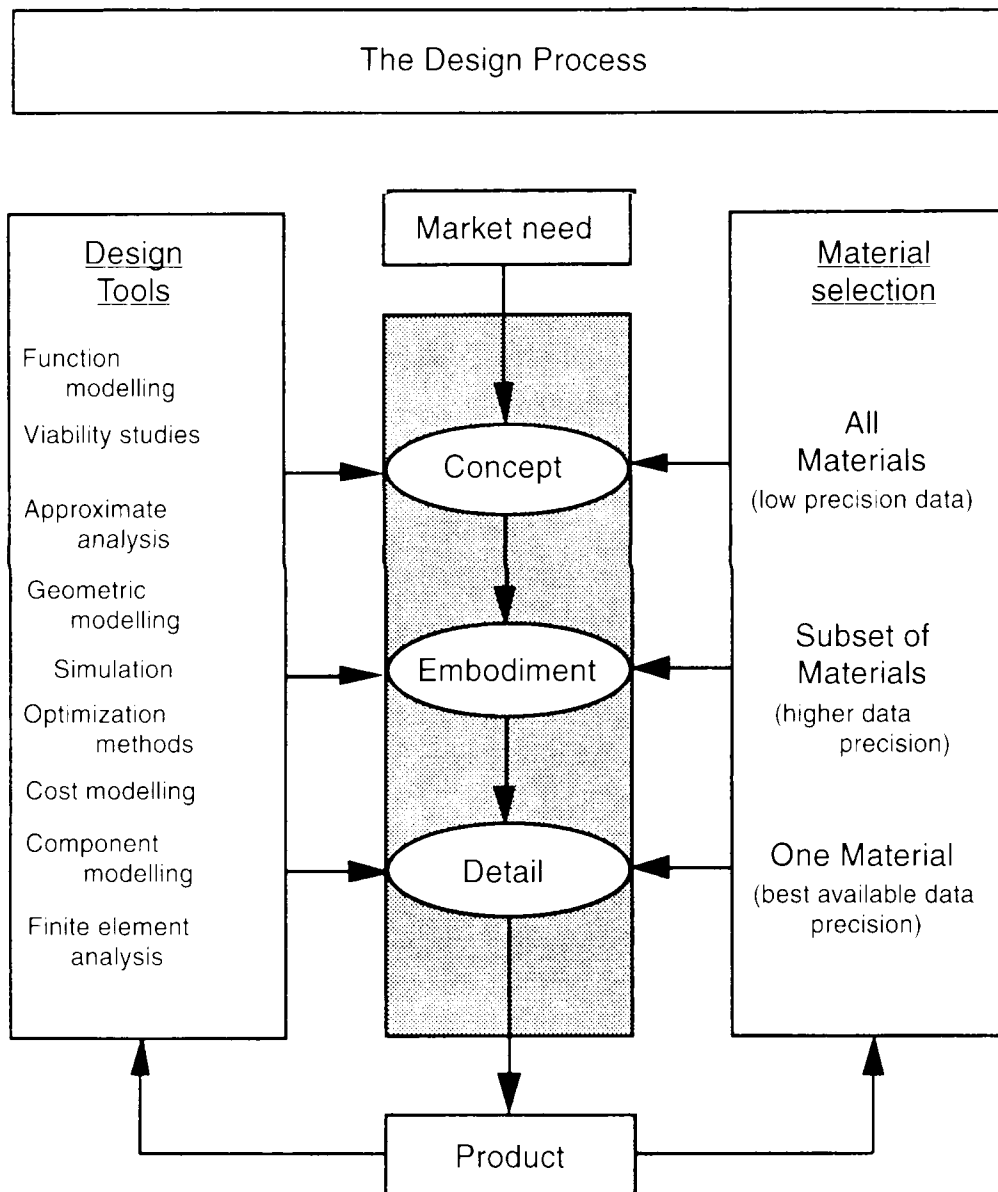 The Design Process
Market need
Design
Tools
Function
modelling
Viability studies
Approximate
analysis
Geometric
modelling
Simulation
Optimization
methods
Cost modelling
Component
modelling
Finite element
analysis
Concept
Embodiment
Detail
Product
Material
selection
All
Materials
(low precision data)
Subset of
Materials
(higher data
precision)
One Material
(best available data
precision)